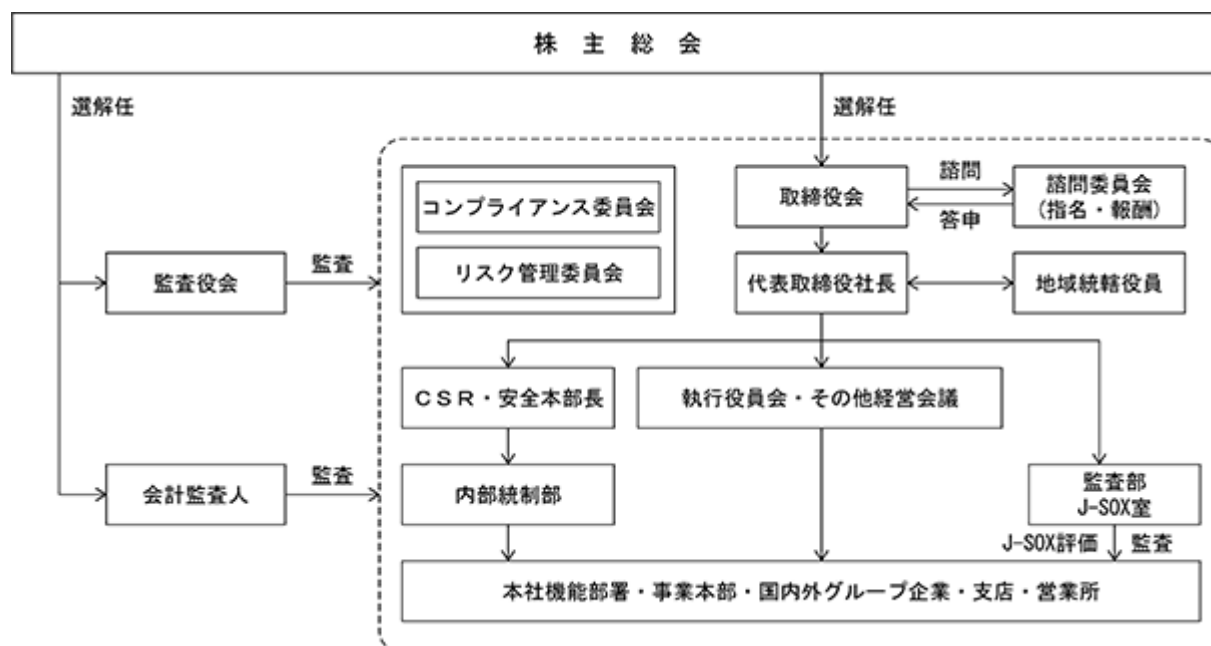 株主総会
選解任
選解任
コンプライアンス委員会
リスク管理委員会
取締役会
諮問
答申
諮問委員会
(指名・報酬)
監査役会
監査
代表取締役社長
地域統轄役員
CSR・安全本部長
執行役員会・その他経営会議
会計監査人
監査
内部統制部
監査部
J-SOX室
J-SOX評価
監査
本社機能部署・事業本部・国内外グループ企業・支店・営業所